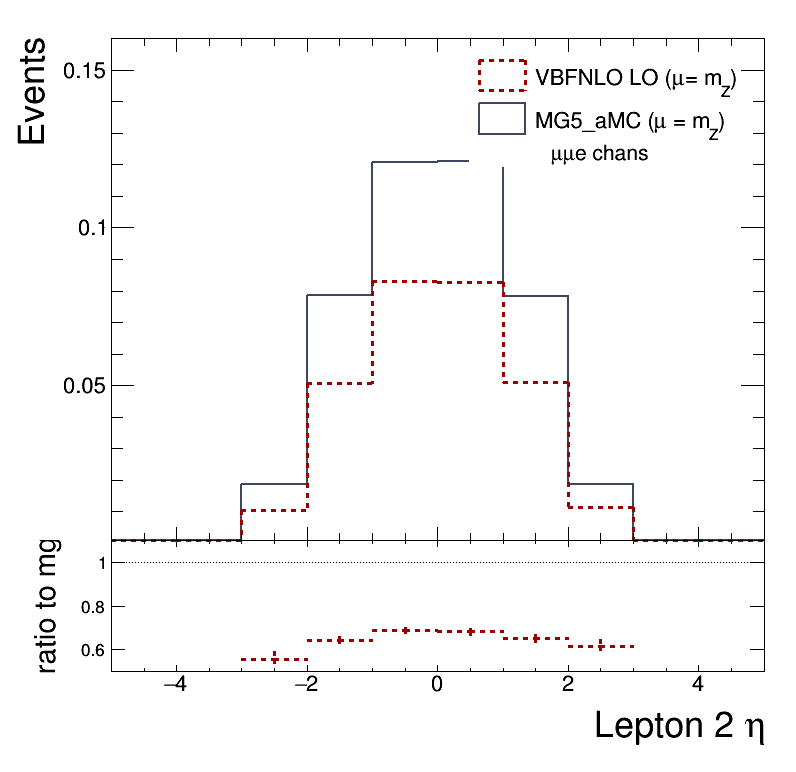 Events
0.15
0.1
0.05
VBFNLO LO (μ= m_Z)
MG5_aMC (μ = m_Z)
μμe chans
ratio to mg
1
0.8
0.6
−4 −2 0 2 4
Lepton 2 η